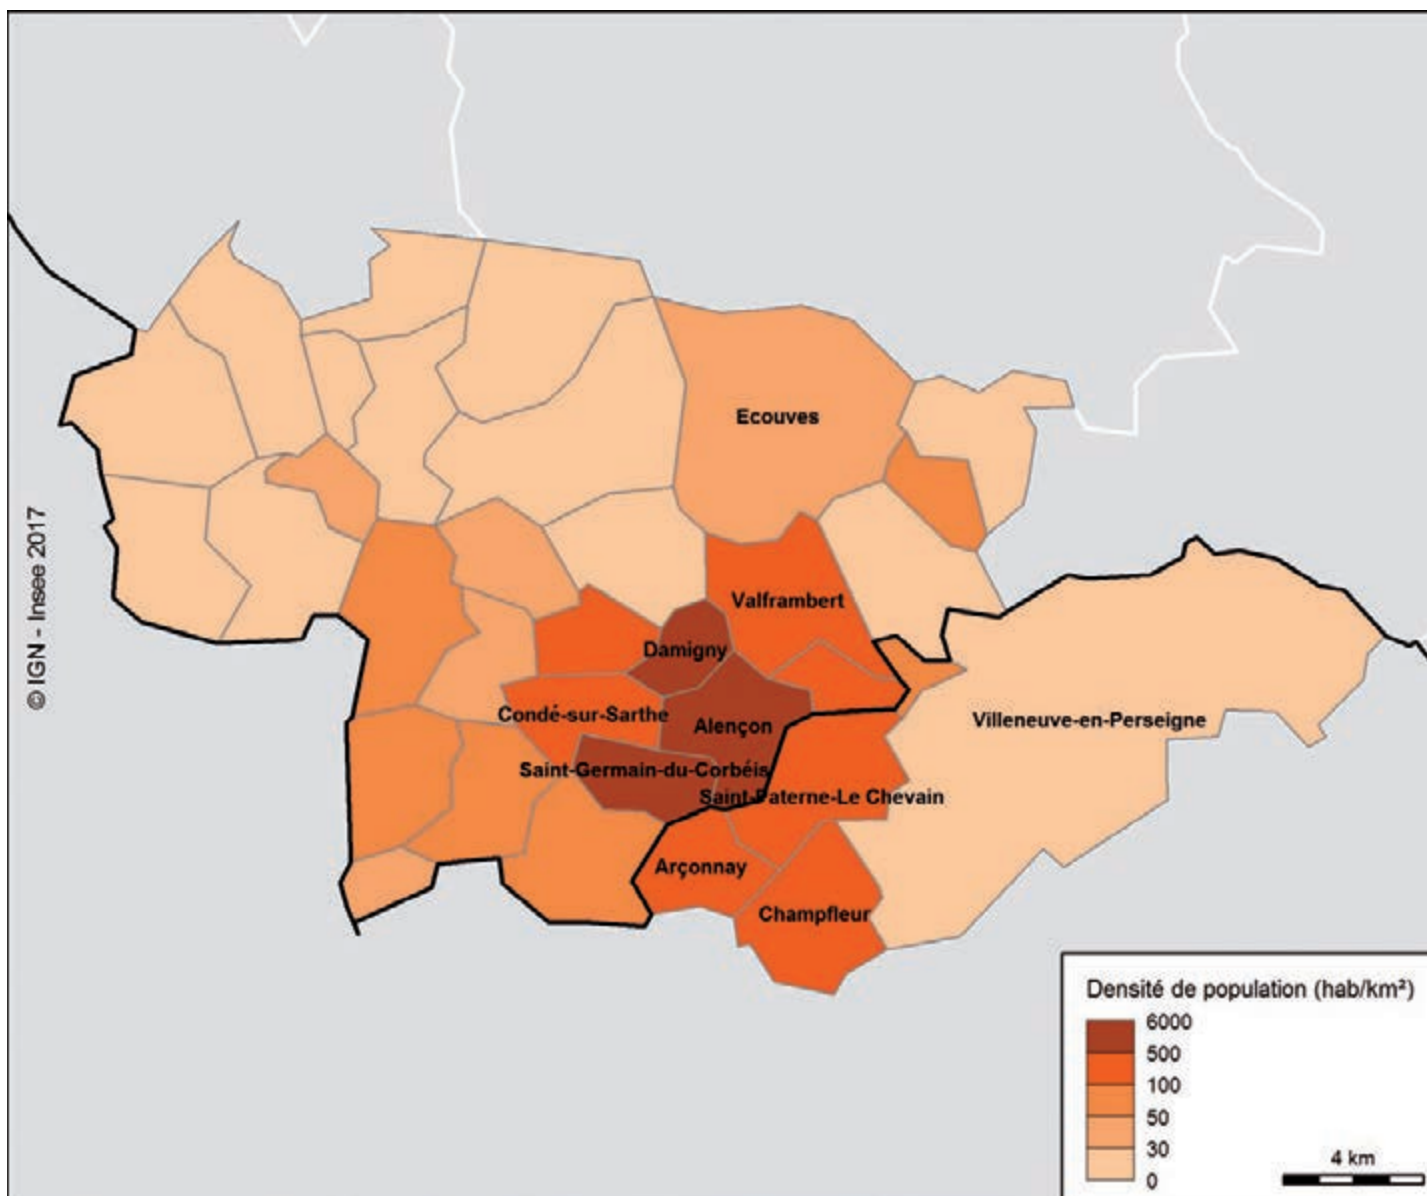 Ecouves
© IGN - Insee 2017
Valframbert
Damigny
Condé-sur-Sarthe
Alençon
Villeneuve-en-Perseigne
Saint-Germain-du-Corbéis
Saint-Paterne-Le Chevain
Arçonnay
Champfleur
Densité de population (hab/km²)
6000
500
100
50
30
0
4 km